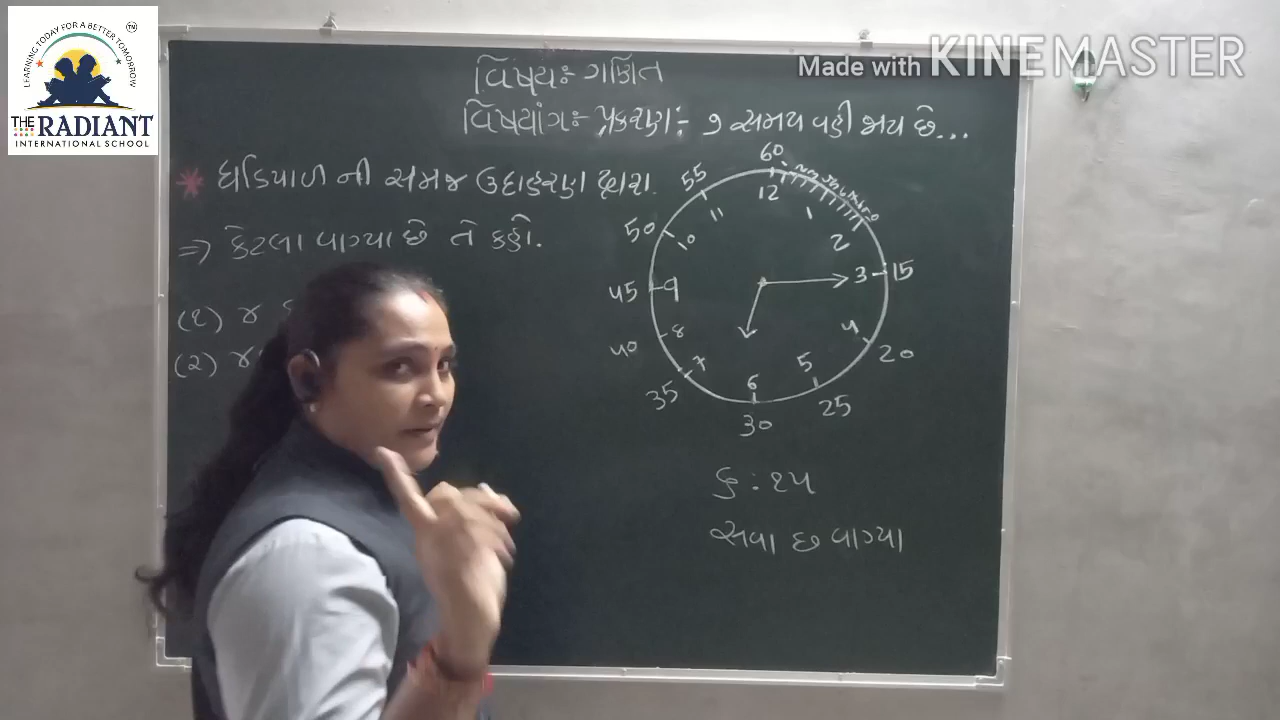 LEARNING TODAY FOR A BETTER TOMORROW
TM
THE RADIANT
INTERNATIONAL SCHOOL
Made with KINEMASTER
વિષયઃ- ગણિત
વિષયાંગઃ- પ્રકરણ:- ૭ સમય વહી જાય છે...
* ઘડિયાળ ની સમજ ઉદાહરણ દ્વારા.
⇒ કેટલા વાગ્યા છે તે કહો.
(૧) જ
(૨) જ
60
55 12
11 1
50 10 2
45 9 3 15
40 8 4 20
35 7 5 25
6
30
૬ : ૧૫
સવા છ વાગ્યા